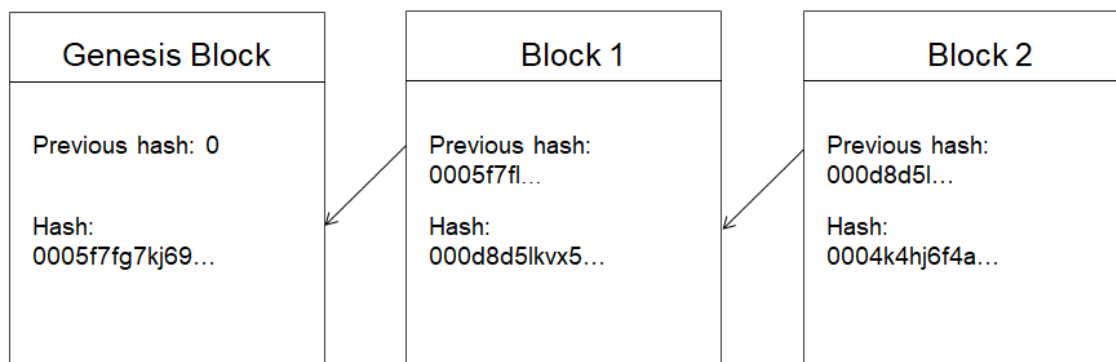 Genesis Block
Previous hash: 0
Hash:
0005f7fg7kj69...
Block 1
Previous hash:
0005f7fl...
Hash:
000d8d5lkvx5...
Block 2
Previous hash:
000d8d5l...
Hash:
0004k4hj6f4a...